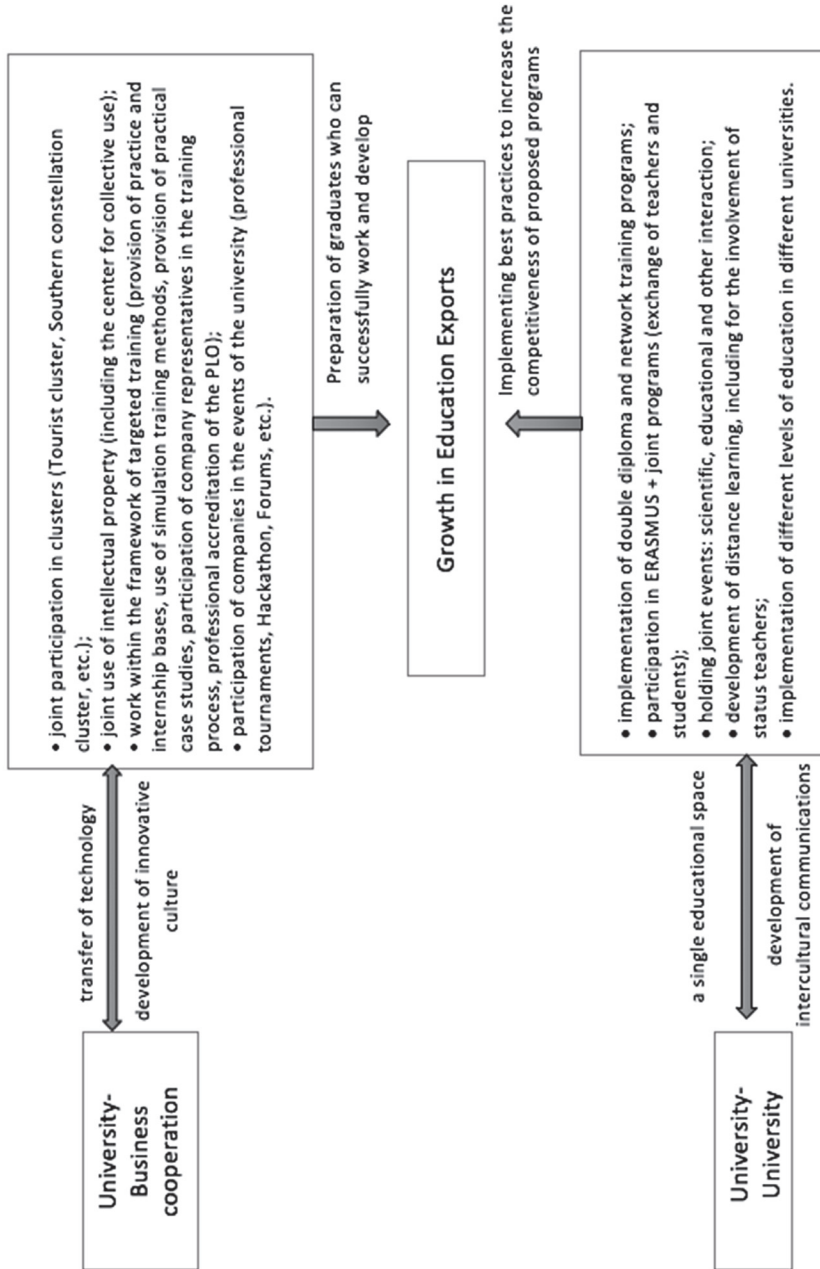 University-
Business
cooperation
transfer of technology
development of innovative
culture
• joint participation in clusters (Tourist cluster, Southern constellation
cluster, etc.);
• joint use of intellectual property (including the center for collective use);
• work within the framework of targeted training (provision of practice and
internship bases, use of simulation training methods, provision of practical
case studies, participation of company representatives in the training
process, professional accreditation of the PLO);
• participation of companies in the events of the university (professional
tournaments, Hackathon, Forums, etc.).
Preparation of graduates who can
successfully work and develop
Growth in Education Exports
Implementing best practices to increase the
competitiveness of proposed programs
University-
University
a single educational space
development of
intercultural communications
• implementation of double diploma and network training programs;
• participation in ERASMUS + joint programs (exchange of teachers and
students);
• holding joint events: scientific, educational and other interaction;
• development of distance learning, including for the involvement of
status teachers;
• implementation of different levels of education in different universities.